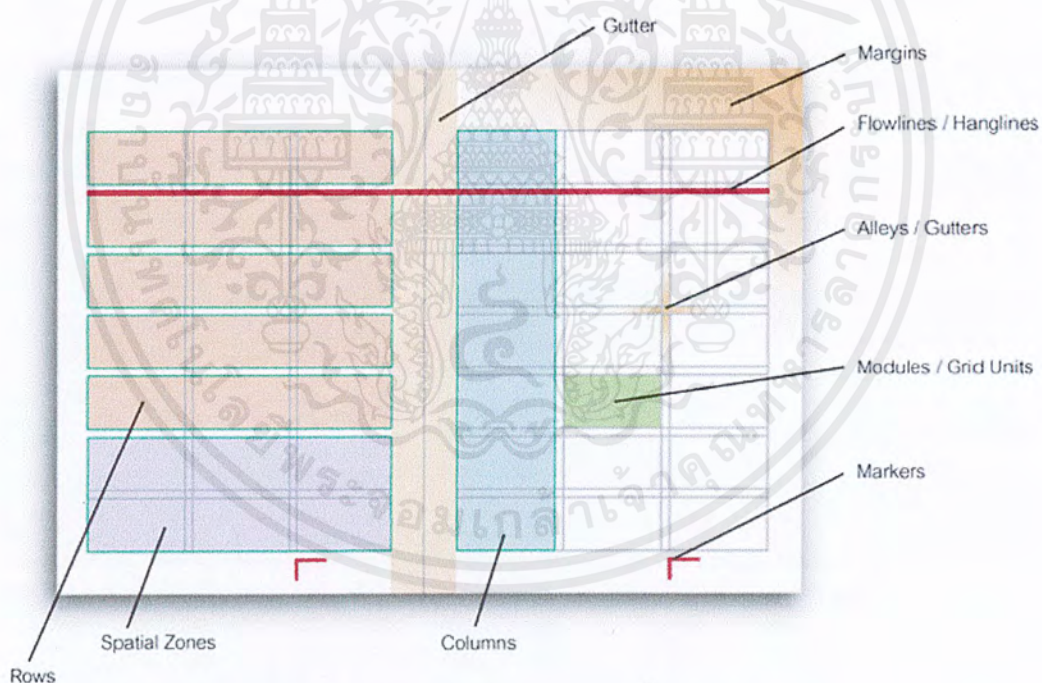 Gutter
Margins
Flowlines / Hanglines
Alleys / Gutters
Modules / Grid Units
Markers
Columns
Spatial Zones
Rows